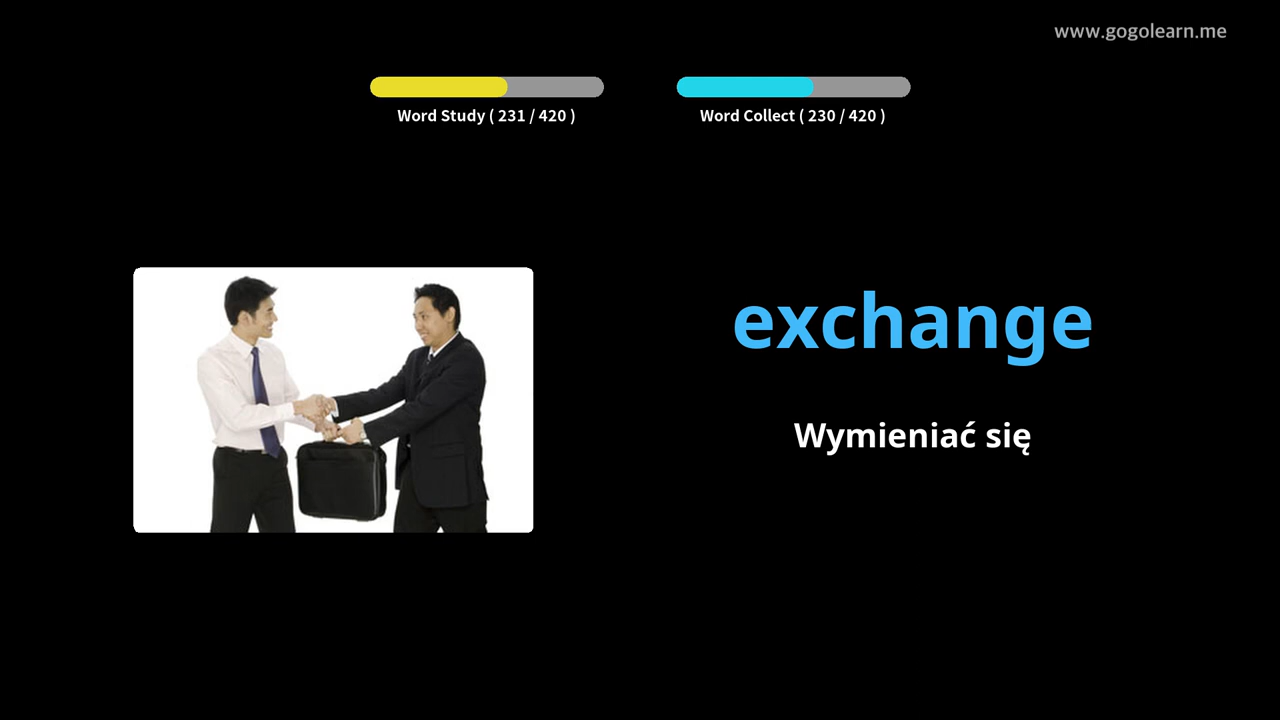 www.gogolearn.me
Word Study ( 231 / 420 )
Word Collect ( 230 / 420 )
exchange
Wymieniać się